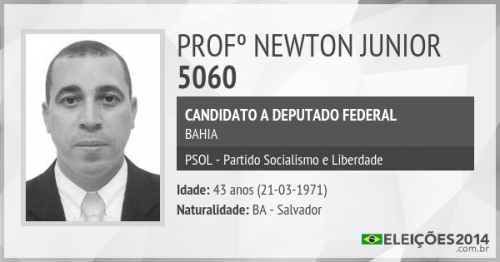 PROFº NEWTON JUNIOR
5060
CANDIDATO A DEPUTADO FEDERAL
BAHIA
PSOL - Partido Socialismo e Liberdade
Idade: 43 anos (21-03-1971)
Naturalidade: BA - Salvador
ELEIÇÕES2014
.com.br